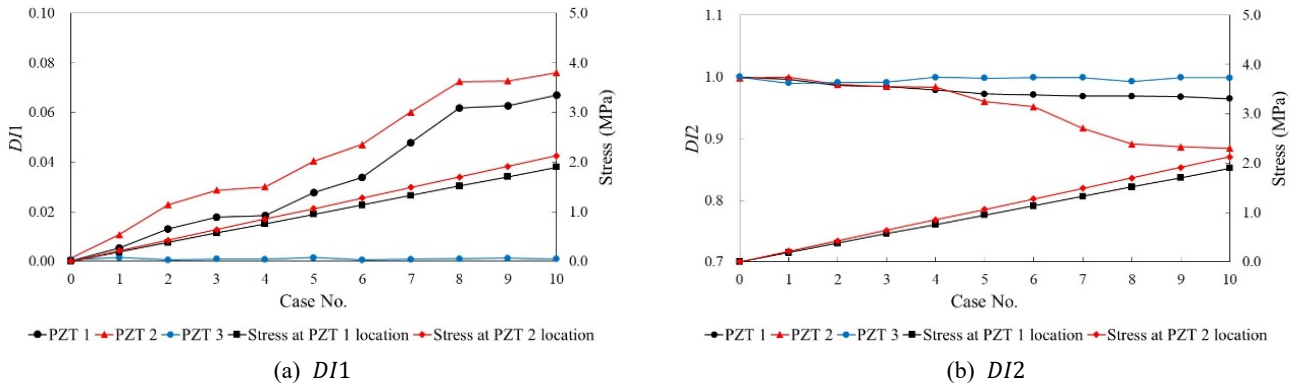 0.10
0.08
0.06
0.04
0.02
0.00
DI1
5.0
4.0
3.0
2.0
1.0
0.0
Stress (MPa)
0 1 2 3 4 5 6 7 8 9 10
Case No.
PZT 1 PZT 2 PZT 3 Stress at PZT 1 location Stress at PZT 2 location
(a) DI1
1.1
1.0
0.9
0.8
0.7
DI2
5.0
4.0
3.0
2.0
1.0
0.0
Stress (MPa)
0 1 2 3 4 5 6 7 8 9 10
Case No.
PZT 1 PZT 2 PZT 3 Stress at PZT 1 location Stress at PZT 2 location
(b) DI2